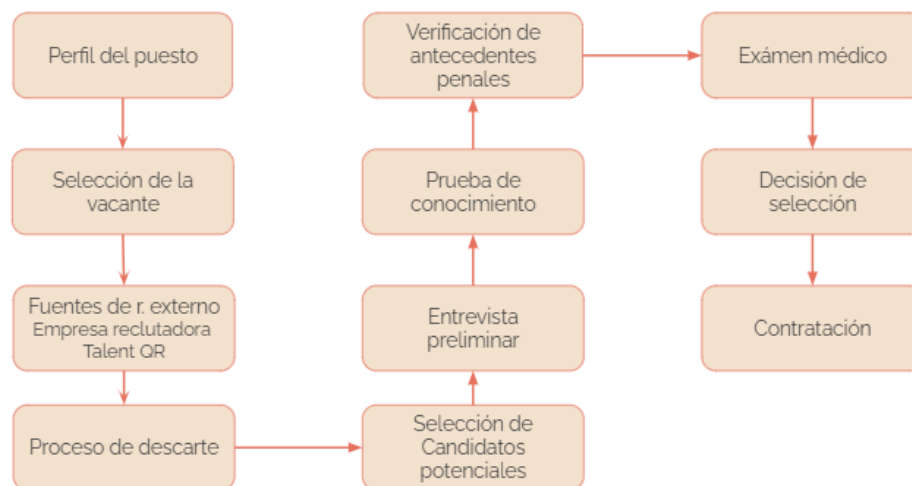 Perfil del puesto
Selección de la
vacante
Fuentes de r. externo
Empresa reclutadora
Talent QR
Proceso de descarte
Selección de
Candidatos
potenciales
Entrevista
preliminar
Prueba de
conocimiento
Verificación de
antecedentes
penales
Exámen médico
Decisión de
selección
Contratación